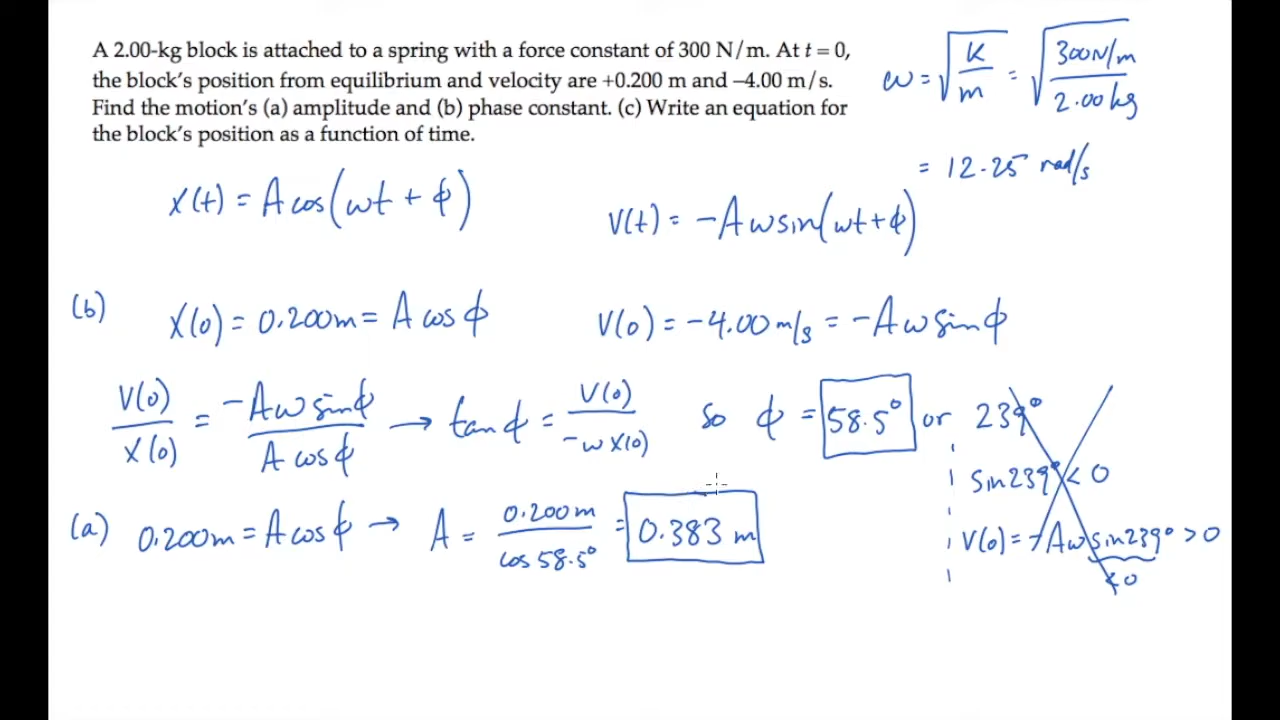 A 2.00-kg block is attached to a spring with a force constant of 300 N/m. At t = 0,
the block's position from equilibrium and velocity are +0.200 m and –4.00 m/s.
Find the motion's (a) amplitude and (b) phase constant. (c) Write an equation for
the block's position as a function of time.
ω = √(K/m) = √(300N/m / 2.00kg)
= 12.25 rad/s
x(t) = A cos(ωt + ϕ)
v(t) = -Aω sin(ωt + ϕ)
(b) x(0) = 0.200m = A cos ϕ
v(0) = -4.00 m/s = -Aω sin ϕ
v(0)/x(0) = -Aω sin ϕ / A cos ϕ → tan ϕ = v(0) / -ω x(0) so ϕ = 58.5° or 239°
sin 239° < 0
v(0) = -Aω sin 239° > 0
< 0
(a) 0.200m = A cos ϕ → A = 0.200m / cos 58.5° = 0.383 m